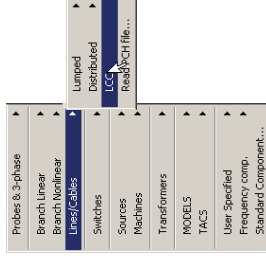 Probes & 3-phase
Branch Linear
Branch Nonlinear
Lines/Cables
Switches
Sources
Machines
Transformers
MODELS
TACS
User Specified
Frequency comp.
Standard Component...
Lumped
Distributed
LCC
Read PCH file...